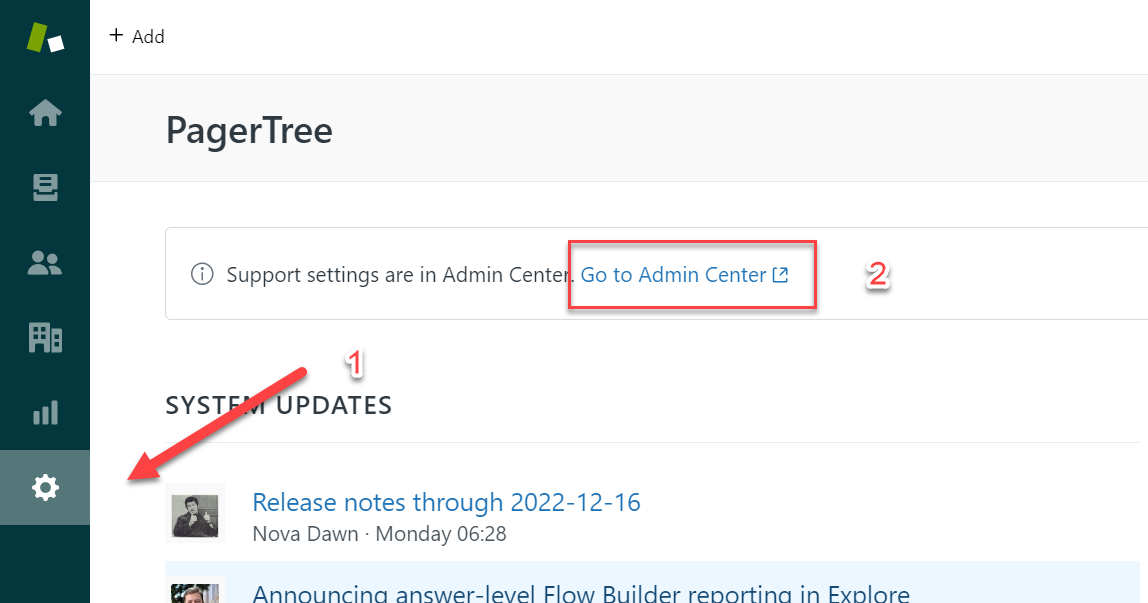 + Add
PagerTree
Support settings are in Admin Center. Go to Admin Center
2
1
SYSTEM UPDATES
Release notes through 2022-12-16
Nova Dawn · Monday 06:28
Announcing answer-level Flow Builder reporting in Explore